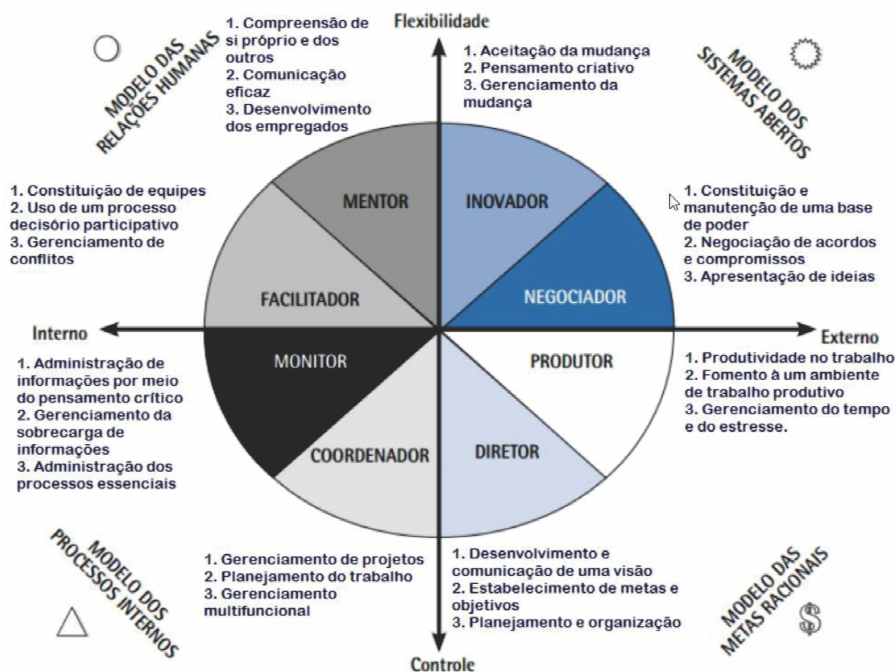 Flexibilidade
MODELO DAS
RELAÇÕES HUMANAS
1. Compreensão de
si próprio e dos
outros
2. Comunicação
eficaz
3. Desenvolvimento
dos empregados
1. Aceitação da mudança
2. Pensamento criativo
3. Gerenciamento da
mudança
MODELO DOS
SISTEMAS ABERTOS
1. Constituição de equipes
2. Uso de um processo
decisório participativo
3. Gerenciamento de
conflitos
MENTOR
INOVADOR
1. Constituição e
manutenção de uma base
de poder
2. Negociação de acordos
e compromissos
3. Apresentação de ideias
FACILITADOR
NEGOCIADOR
Interno
Externo
1. Administração de
informações por meio
do pensamento crítico
2. Gerenciamento da
sobrecarga de
informações
3. Administração dos
processos essenciais
MONITOR
PRODUTOR
1. Produtividade no trabalho
2. Fomento à um ambiente
de trabalho produtivo
3. Gerenciamento do tempo
e do estresse.
COORDENADOR
DIRETOR
MODELO DOS
PROCESSOS INTERNOS
1. Gerenciamento de projetos
2. Planejamento do trabalho
3. Gerenciamento
multifuncional
1. Desenvolvimento e
comunicação de uma visão
2. Estabelecimento de metas e
objetivos
3. Planejamento e organização
MODELO DAS
METAS RACIONAIS
$
Controle